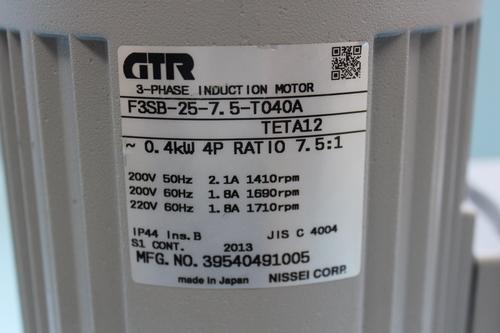 GTR
3-PHASE INDUCTION MOTOR
F3SB-25-7.5-T040A
TETA12
~ 0.4kW 4P RATIO 7.5:1
200V 50Hz 2.1A 1410rpm
200V 60Hz 1.8A 1690rpm
220V 60Hz 1.8A 1710rpm
IP44 Ins.B JIS C 4004
S1 CONT. 2013
MFG.NO.39540491005
made in Japan NISSEI CORP.